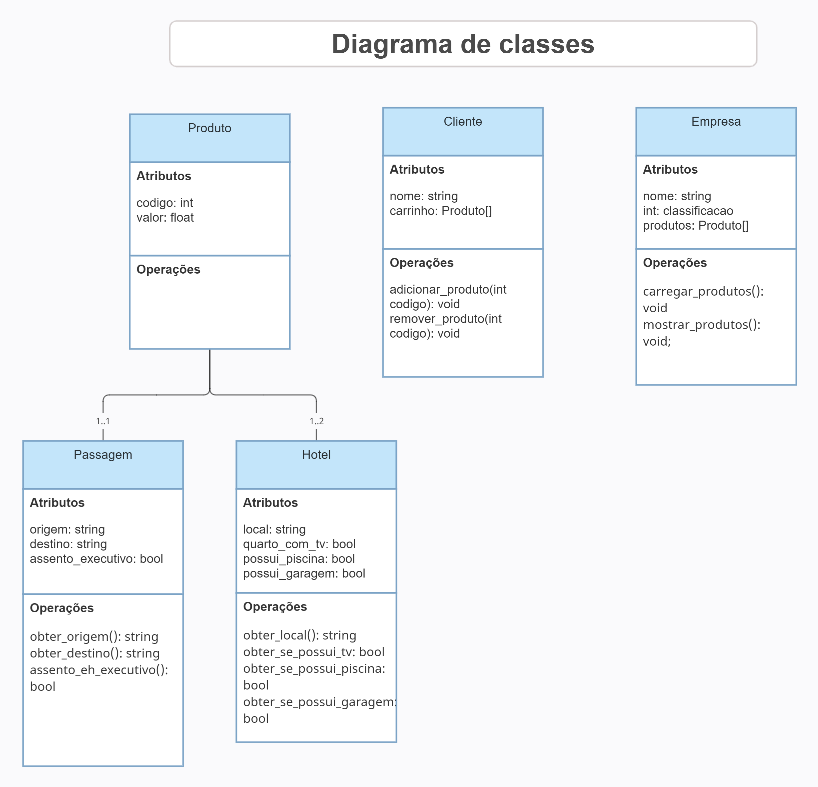 Diagrama de classes
Produto
Atributos
codigo: int
valor: float
Operações
Cliente
Atributos
nome: string
carrinho: Produto[]
Operações
adicionar_produto(int
codigo): void
remover_produto(int
codigo): void
Empresa
Atributos
nome: string
int: classificacao
produtos: Produto[]
Operações
carregar_produtos():
void
mostrar_produtos():
void;
1..1
1..2
Passagem
Atributos
origem: string
destino: string
assento_executivo: bool
Operações
obter_origem(): string
obter_destino(): string
assento_eh_executivo():
bool
Hotel
Atributos
local: string
quarto_com_tv: bool
possui_piscina: bool
possui_garagem: bool
Operações
obter_local(): string
obter_se_possui_tv: bool
obter_se_possui_piscina:
bool
obter_se_possui_garagem:
bool